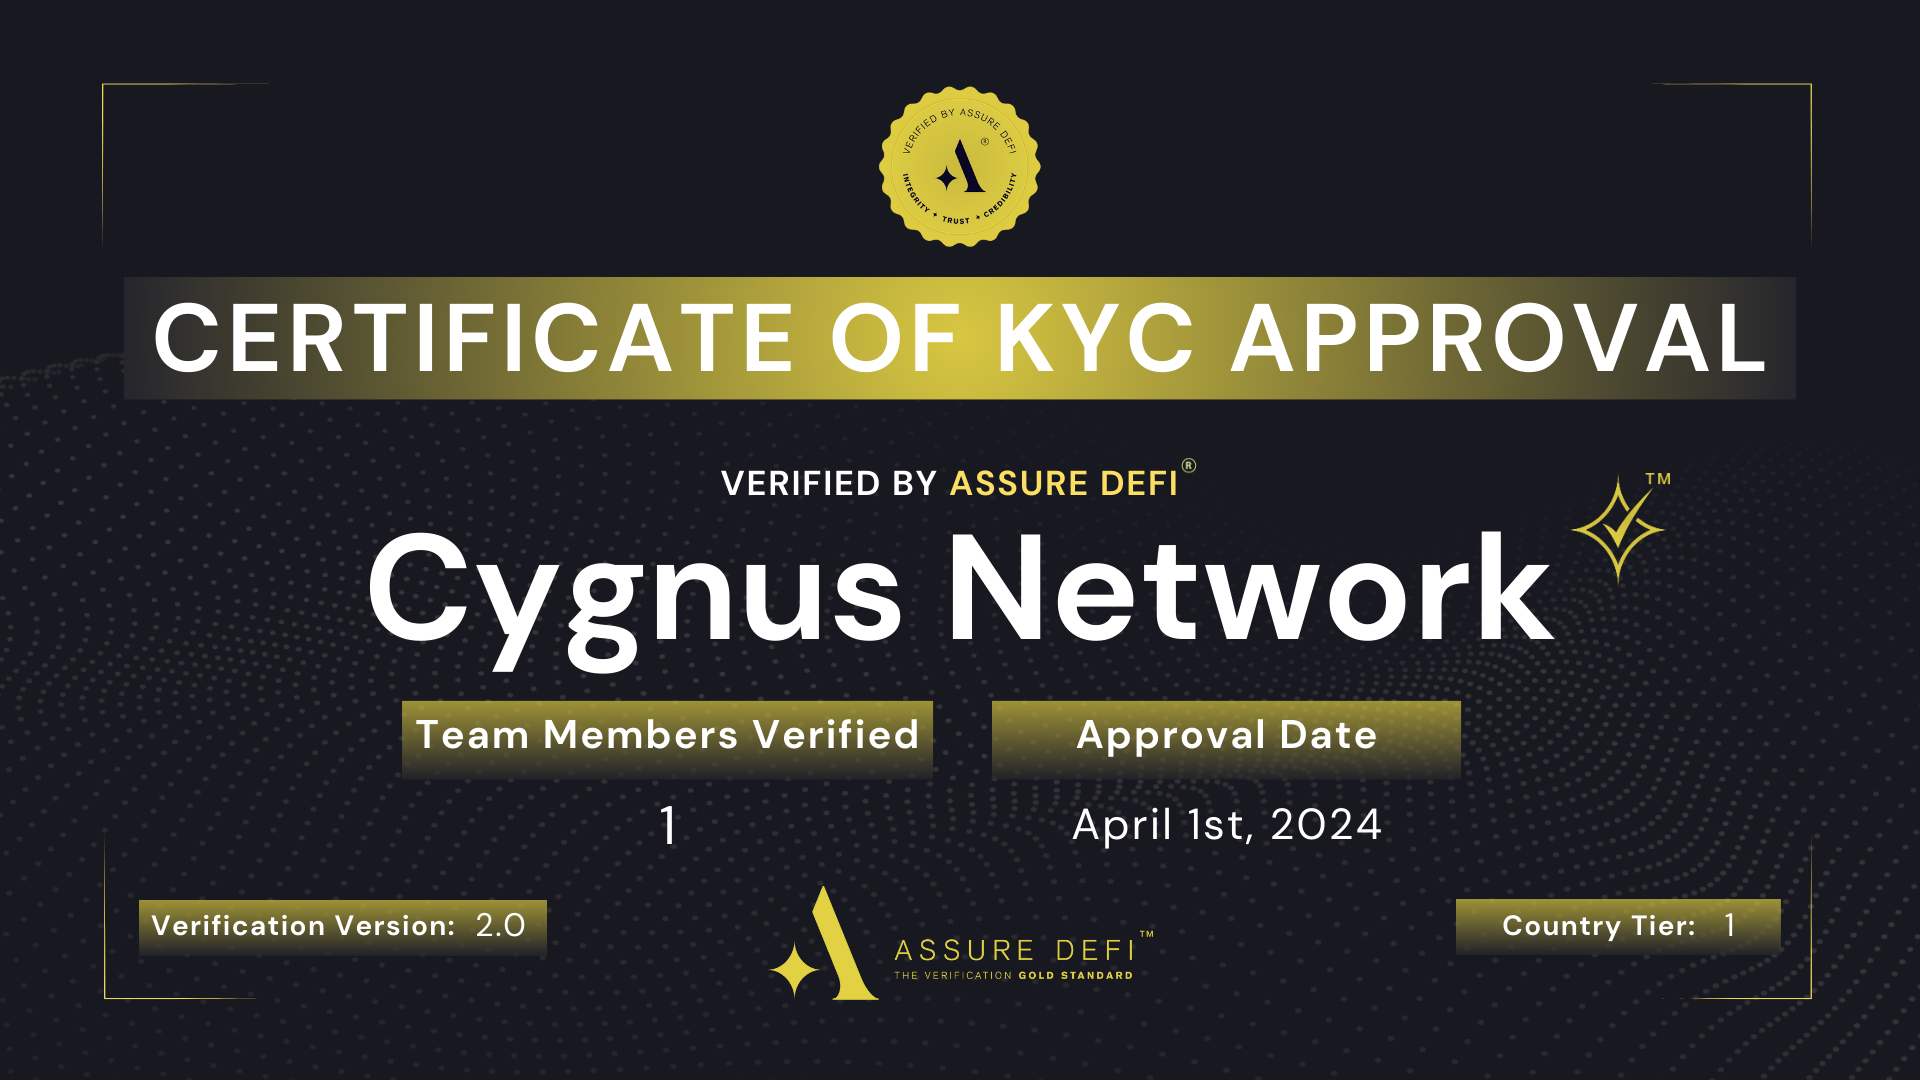 VERIFIED BY ASSURE DEFI
®
INTEGRITY ✦ TRUST ✦ CREDIBILITY
CERTIFICATE OF KYC APPROVAL
VERIFIED BY ASSURE DEFI®
TM
Cygnus Network
Team Members Verified
Approval Date
1
April 1st, 2024
Verification Version: 2.0
ASSURE DEFI™
THE VERIFICATION GOLD STANDARD
Country Tier: 1